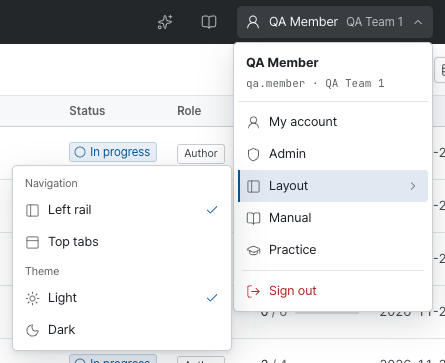 QA Member QA Team 1
QA Member
qa.member · QA Team 1
Status
Role
My account
In progress
Author
Admin
Navigation
Layout
Left rail
Manual
Top tabs
Practice
Theme
Light
Sign out
Dark
In progress